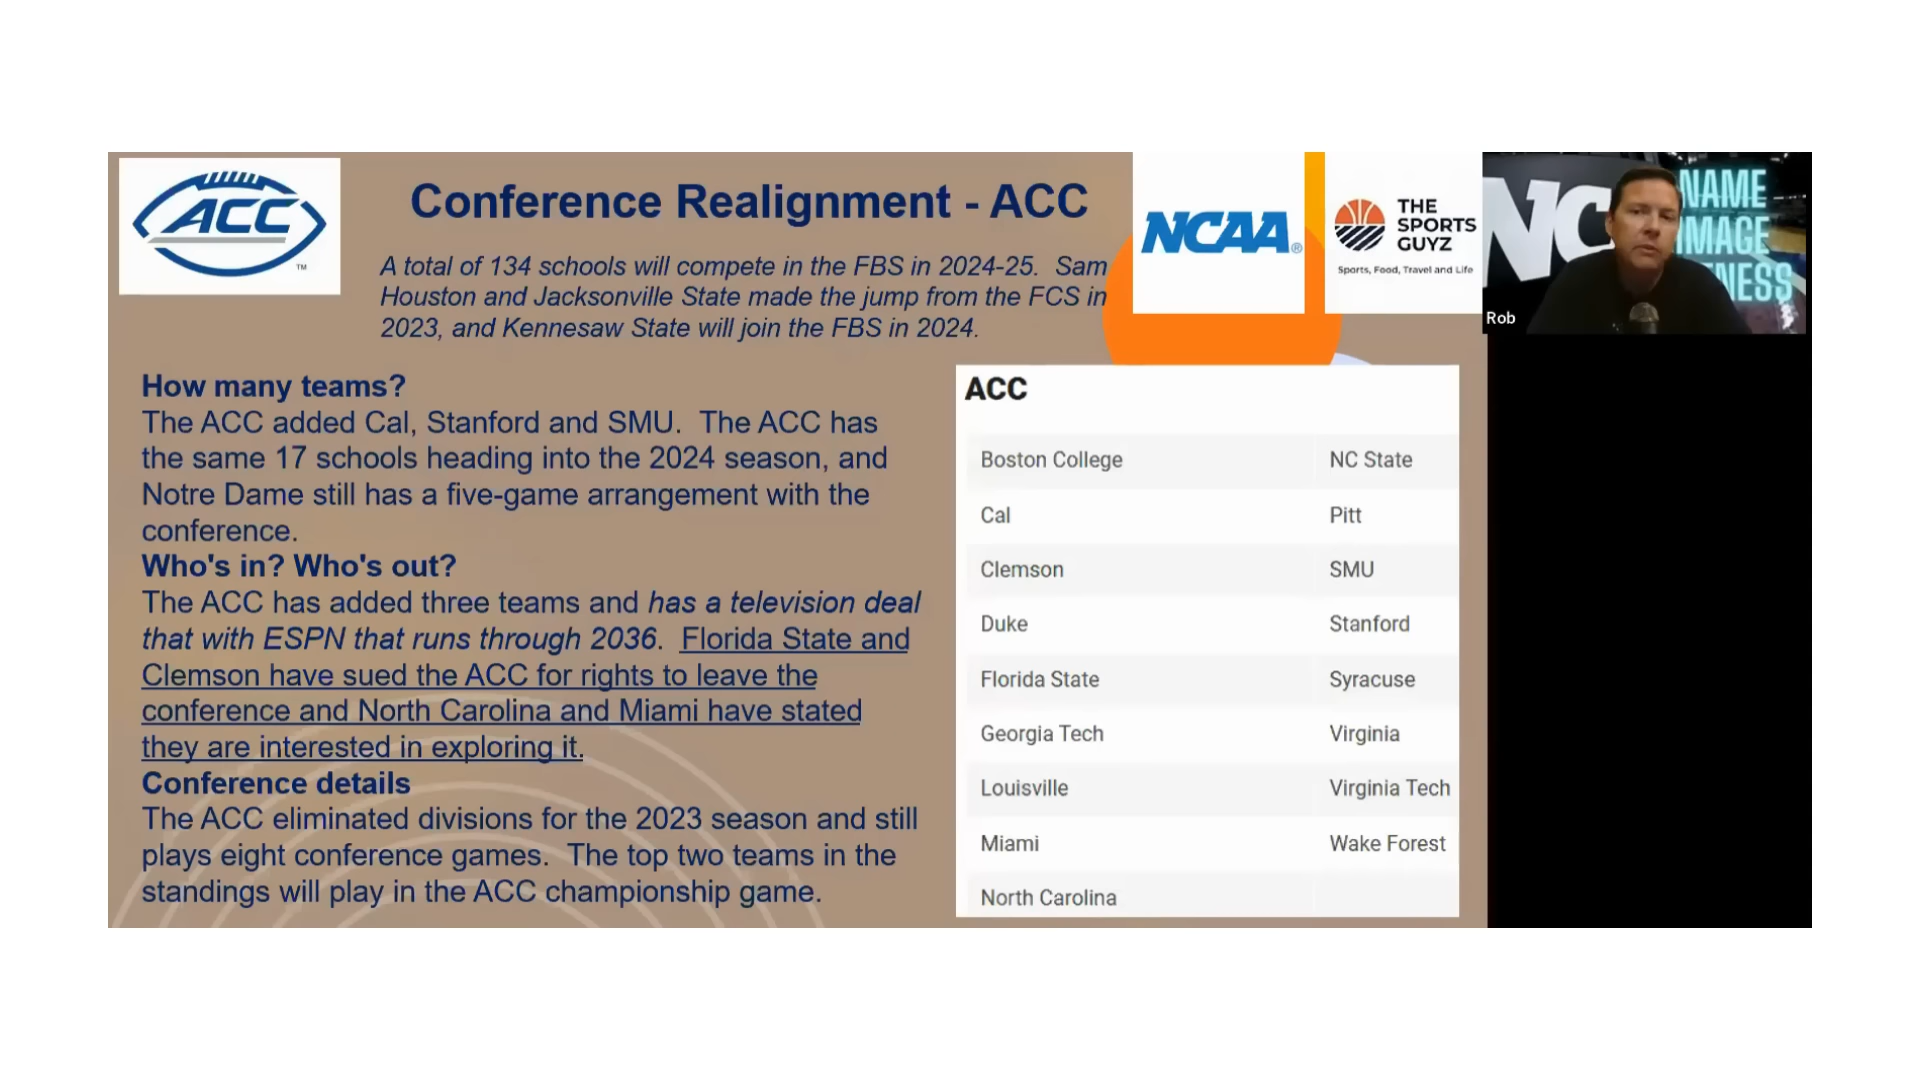 ACC
TM
Conference Realignment - ACC
A total of 134 schools will compete in the FBS in 2024-25. Sam
Houston and Jacksonville State made the jump from the FCS in
2023, and Kennesaw State will join the FBS in 2024.
NCAA®
THE
SPORTS
GUYZ
Sports, Food, Travel and Life
NC
NAME
IMAGE
Rob
How many teams?
The ACC added Cal, Stanford and SMU. The ACC has
the same 17 schools heading into the 2024 season, and
Notre Dame still has a five-game arrangement with the
conference.
Who's in? Who's out?
The ACC has added three teams and has a television deal
that with ESPN that runs through 2036. Florida State and
Clemson have sued the ACC for rights to leave the
conference and North Carolina and Miami have stated
they are interested in exploring it.
Conference details
The ACC eliminated divisions for the 2023 season and still
plays eight conference games. The top two teams in the
standings will play in the ACC championship game.
ACC
Boston College NC State
Cal Pitt
Clemson SMU
Duke Stanford
Florida State Syracuse
Georgia Tech Virginia
Louisville Virginia Tech
Miami Wake Forest
North Carolina